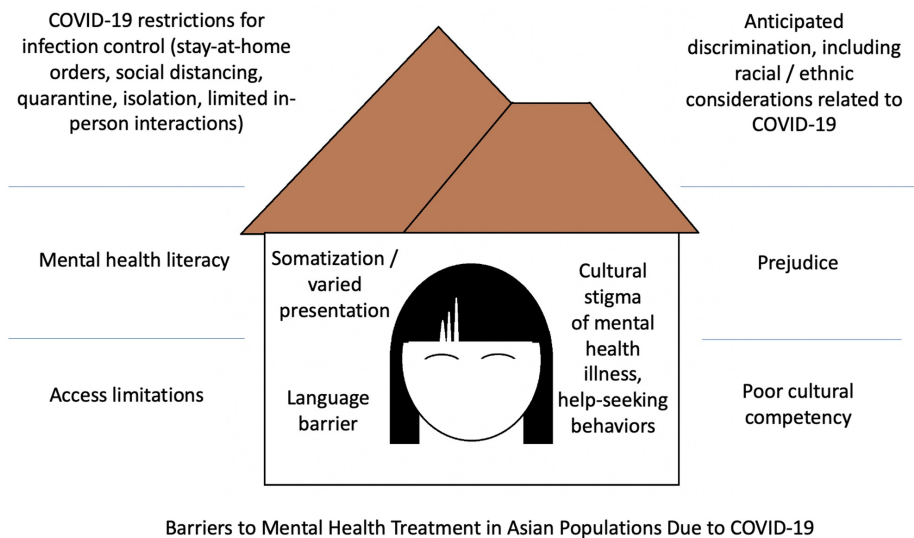 COVID-19 restrictions for
infection control (stay-at-home
orders, social distancing,
quarantine, isolation, limited in-
person interactions)
Mental health literacy
Access limitations
Somatization /
varied
presentation
Language
barrier
Cultural
stigma
of mental
health
illness,
help-seeking
behaviors
Anticipated
discrimination, including
racial / ethnic
considerations related to
COVID-19
Prejudice
Poor cultural
competency
Barriers to Mental Health Treatment in Asian Populations Due to COVID-19